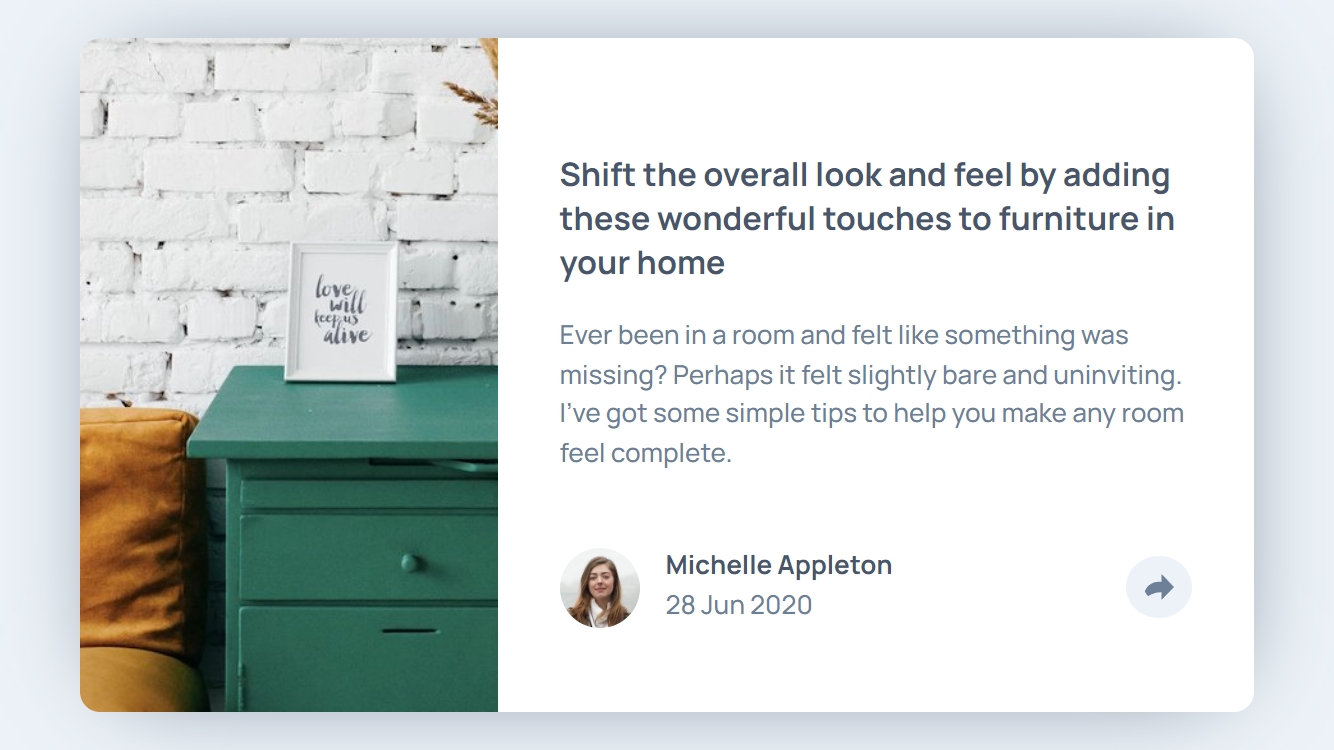 love
will
keep us
alive
Shift the overall look and feel by adding
these wonderful touches to furniture in
your home
Ever been in a room and felt like something was
missing? Perhaps it felt slightly bare and uninviting.
I’ve got some simple tips to help you make any room
feel complete.
Michelle Appleton
28 Jun 2020